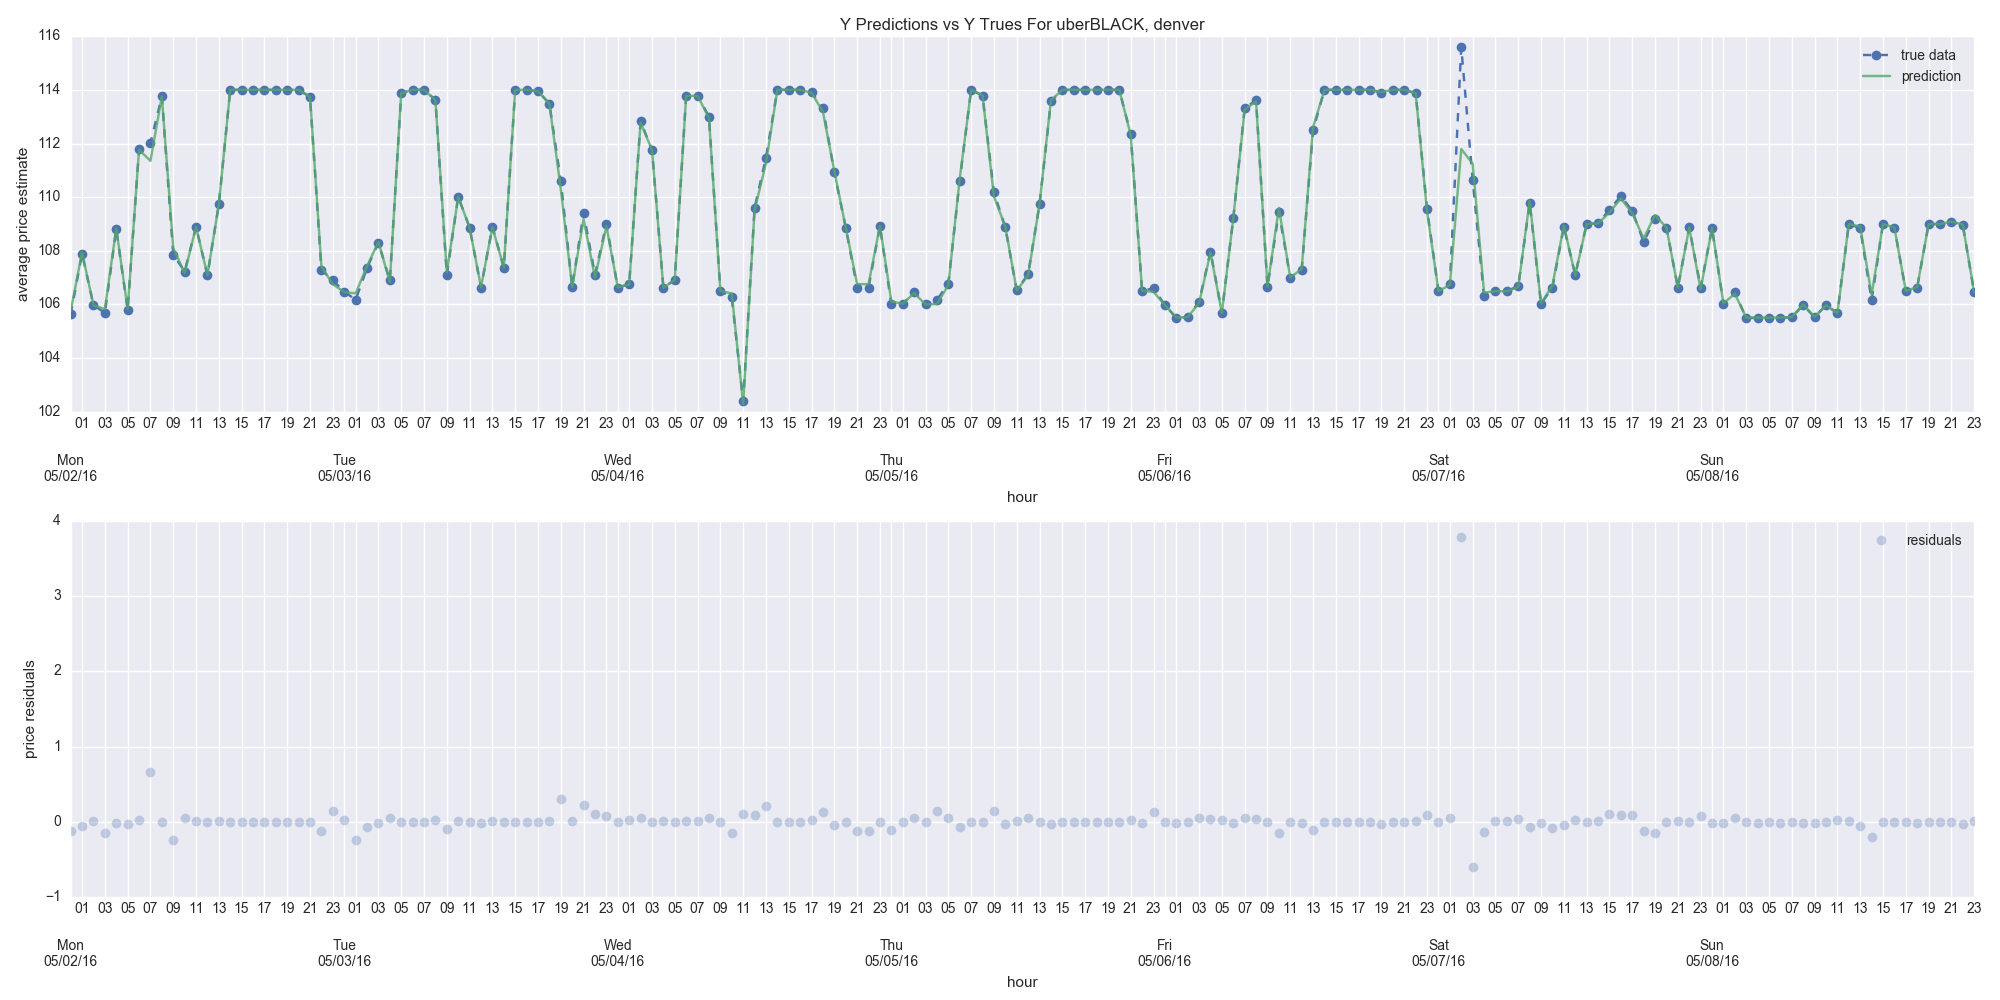 Y Predictions vs Y Trues For uberBLACK, denver
116
114
112
110
108
106
104
102
average price estimate
true data
prediction
01 03 05 07 09 11 13 15 17 19 21 23 01 03 05 07 09 11 13 15 17 19 21 23 01 03 05 07 09 11 13 15 17 19 21 23 01 03 05 07 09 11 13 15 17 19 21 23 01 03 05 07 09 11 13 15 17 19 21 23 01 03 05 07 09 11 13 15 17 19 21 23 01 03 05 07 09 11 13 15 17 19 21 23
Mon Tue Wed Thu Fri Sat Sun
05/02/16 05/03/16 05/04/16 05/05/16 05/06/16 05/07/16 05/08/16
hour
4
3
2
1
0
−1
price residuals
residuals
01 03 05 07 09 11 13 15 17 19 21 23 01 03 05 07 09 11 13 15 17 19 21 23 01 03 05 07 09 11 13 15 17 19 21 23 01 03 05 07 09 11 13 15 17 19 21 23 01 03 05 07 09 11 13 15 17 19 21 23 01 03 05 07 09 11 13 15 17 19 21 23 01 03 05 07 09 11 13 15 17 19 21 23
Mon Tue Wed Thu Fri Sat Sun
05/02/16 05/03/16 05/04/16 05/05/16 05/06/16 05/07/16 05/08/16
hour